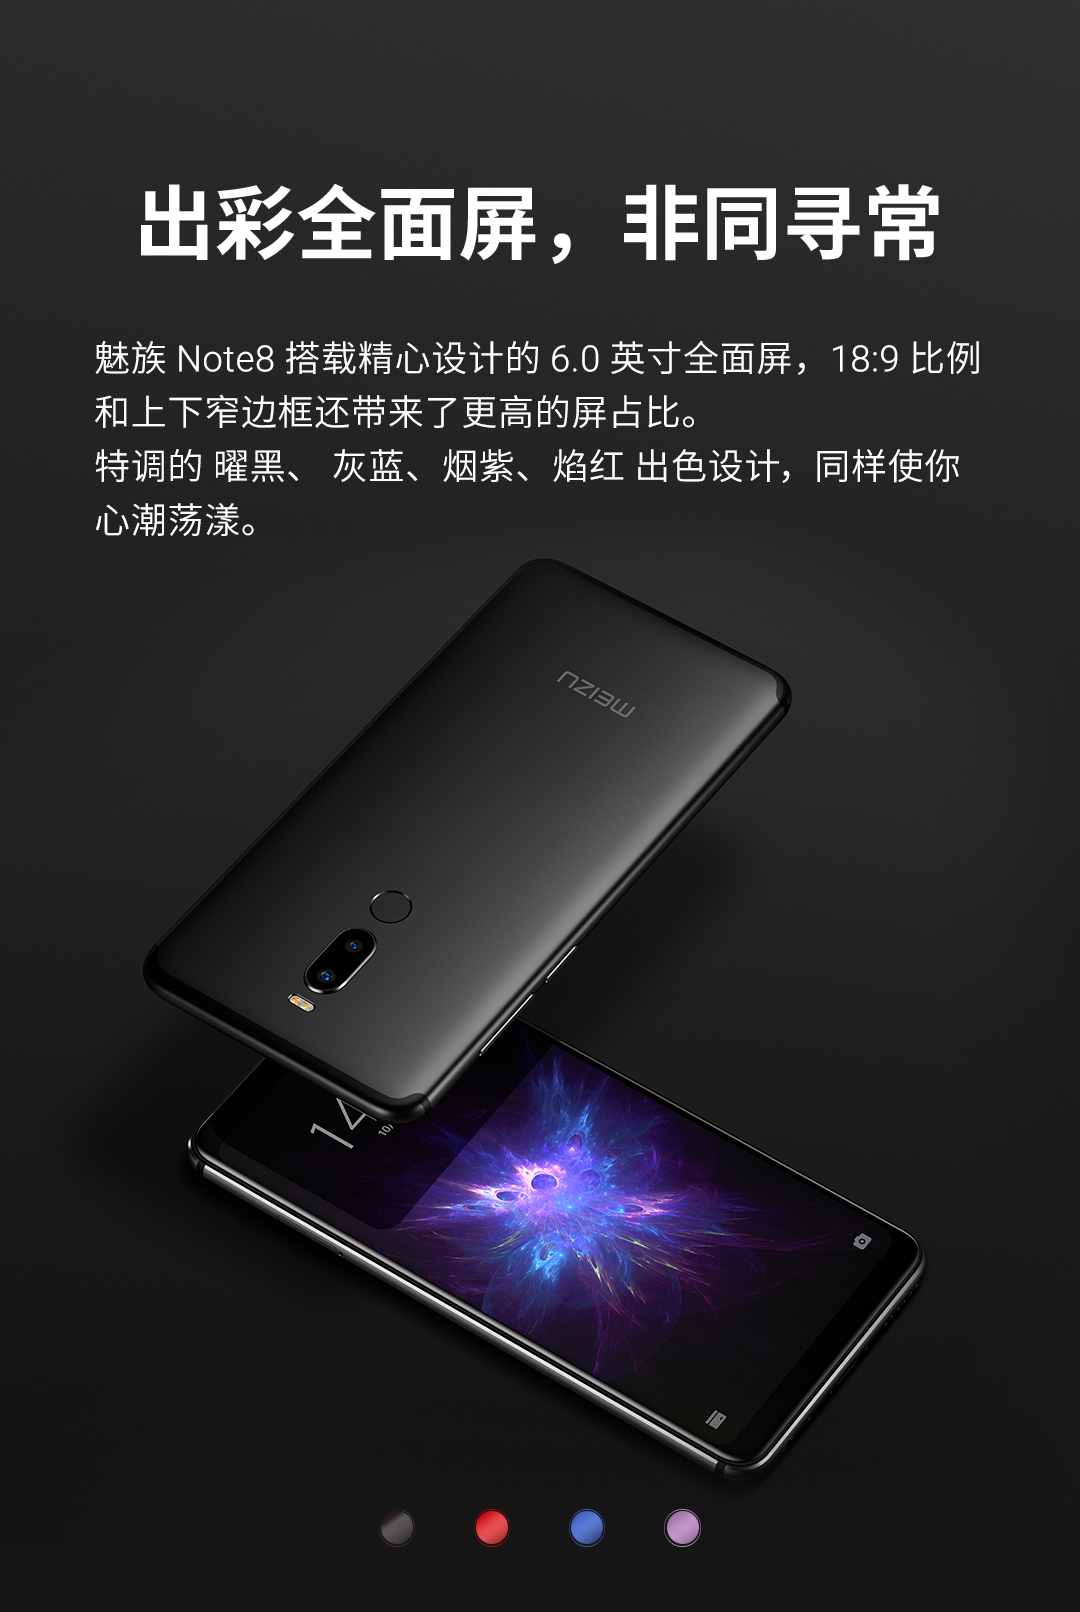 出彩全面屏，非同寻常
魅族 Note8 搭载精心设计的 6.0 英寸全面屏，18:9 比例
和上下窄边框还带来了更高的屏占比。
特调的 曜黑、 灰蓝、烟紫、焰红 出色设计，同样使你
心潮荡漾。
MEIZU
14
10/